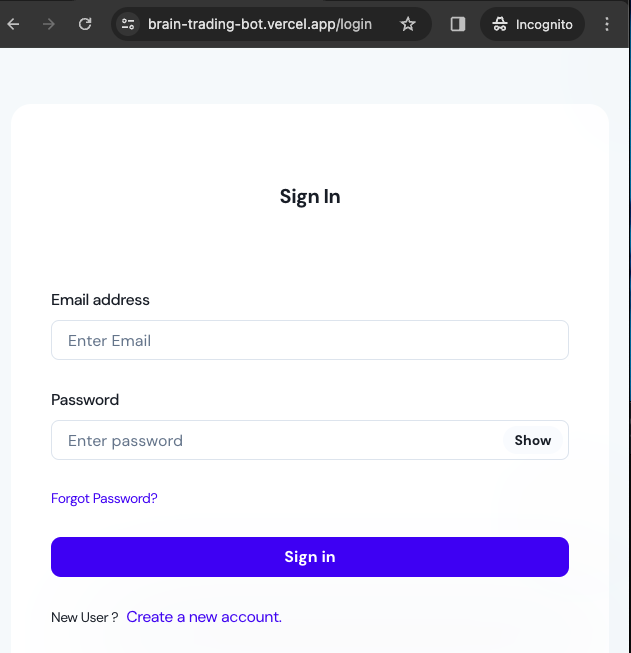 brain-trading-bot.vercel.app/login
Incognito
Sign In
Email address
Enter Email
Password
Enter password
Show
Forgot Password?
Sign in
New User ? Create a new account.